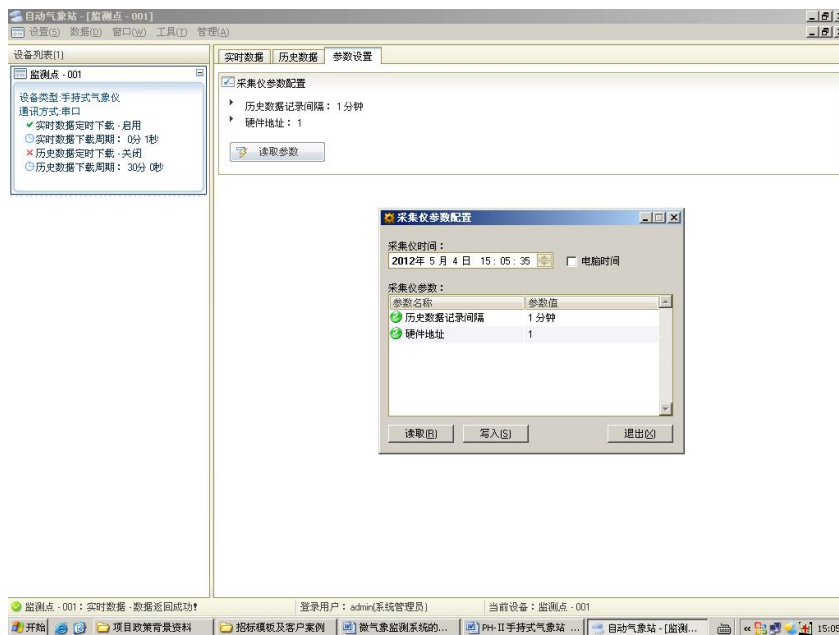 自动气象站 - [监测点 - 001]
设置(S) 数据(D) 窗口(W) 工具(T) 管理(A)
设备列表(1)
监测点 - 001
设备类型:手持式气象仪
通讯方式:串口
实时数据定时下载 - 启用
实时数据下载周期： 0分 1秒
历史数据定时下载 - 关闭
历史数据下载周期： 30分 0秒
实时数据 历史数据 参数设置
采集仪参数配置
历史数据记录间隔： 1分钟
硬件地址： 1
读取参数
采集仪参数配置
采集仪时间：
2012年 5 月 4 日 15 : 05 : 35 电脑时间
采集仪参数：
参数名称 参数值
历史数据记录间隔 1 分钟
硬件地址 1
读取(R) 写入(S) 退出(X)
监测点 - 001：实时数据 - 数据返回成功! 登录用户：admin(系统管理员) 当前设备：监测点 - 001
开始 项目政策背景资料 招标模板及客户案例 微气象监测系统的... PH-II手持式气象站 ... 自动气象站 - [监测... 15:05